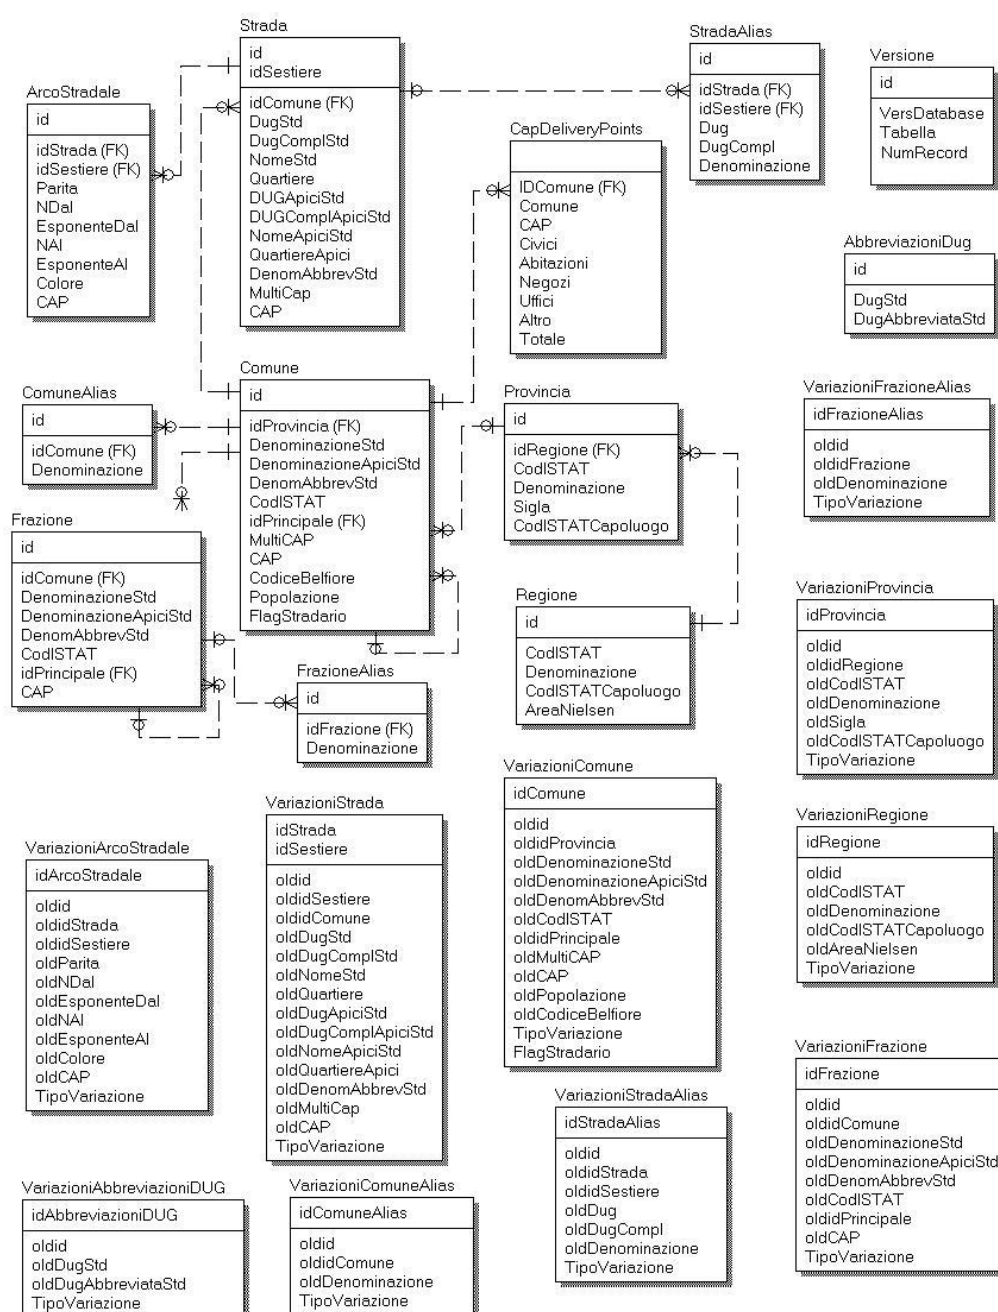 Strada
id
idSestiere
idComune (FK)
DugStd
DugComplStd
NomeStd
Quartiere
DUGApiciStd
DUGComplApiciStd
NomeApiciStd
QuartiereApici
DenomAbbrevStd
MultiCap
CAP
StradaAlias
id
idStrada (FK)
idSestiere (FK)
Dug
DugCompl
Denominazione
Versione
id
VersDatabase
Tabella
NumRecord
ArcoStradale
id
idStrada (FK)
idSestiere (FK)
Parita
NDal
EsponenteDal
NAl
EsponenteAl
Colore
CAP
CapDeliveryPoints
IDComune (FK)
Comune
CAP
Civici
Abitazioni
Negozi
Uffici
Altro
Totale
AbbreviazioniDug
id
DugStd
DugAbbreviataStd
ComuneAlias
id
idComune (FK)
Denominazione
Comune
id
idProvincia (FK)
DenominazioneStd
DenominazioneApiciStd
DenomAbbrevStd
CodISTAT
idPrincipale (FK)
MultiCAP
CAP
CodiceBelfiore
Popolazione
FlagStradario
Provincia
id
idRegione (FK)
CodISTAT
Denominazione
Sigla
CodISTATCapoluogo
VariazioniFrazioneAlias
idFrazioneAlias
oldid
oldidFrazione
oldDenominazione
TipoVariazione
Frazione
id
idComune (FK)
DenominazioneStd
DenominazioneApiciStd
DenomAbbrevStd
CodISTAT
idPrincipale (FK)
CAP
FrazioneAlias
id
idFrazione (FK)
Denominazione
Regione
id
CodISTAT
Denominazione
CodISTATCapoluogo
AreaNielsen
VariazioniProvincia
idProvincia
oldid
oldidRegione
oldCodISTAT
oldDenominazione
oldSigla
oldCodISTATCapoluogo
TipoVariazione
VariazioniArcoStradale
idArcoStradale
oldid
oldidStrada
oldidSestiere
oldParita
oldNDal
oldEsponenteDal
oldNAl
oldEsponenteAl
oldColore
oldCAP
TipoVariazione
VariazioniStrada
idStrada
idSestiere
oldid
oldidSestiere
oldidComune
oldDugStd
oldDugComplStd
oldNomeStd
oldQuartiere
oldDugApiciStd
oldDugComplApiciStd
oldNomeApiciStd
oldQuartiereApici
oldDenomAbbrevStd
oldMultiCap
oldCAP
TipoVariazione
VariazioniComune
idComune
oldid
oldidProvincia
oldDenominazioneStd
oldDenominazioneApiciStd
oldDenomAbbrevStd
oldCodISTAT
oldidPrincipale
oldMultiCAP
oldCAP
oldPopolazione
oldCodiceBelfiore
TipoVariazione
FlagStradario
VariazioniRegione
idRegione
oldid
oldCodISTAT
oldDenominazione
oldCodISTATCapoluogo
oldAreaNielsen
TipoVariazione
VariazioniAbbreviazioniDUG
idAbbreviazioniDUG
oldid
oldDugStd
oldDugAbbreviataStd
TipoVariazione
VariazioniComuneAlias
idComuneAlias
oldid
oldidComune
oldDenominazione
TipoVariazione
VariazioniStradaAlias
idStradaAlias
oldid
oldidStrada
oldidSestiere
oldDug
oldDugCompl
oldDenominazione
TipoVariazione
VariazioniFrazione
idFrazione
oldid
oldidComune
oldDenominazioneStd
oldDenominazioneApiciStd
oldDenomAbbrevStd
oldCodISTAT
oldidPrincipale
oldCAP
TipoVariazione